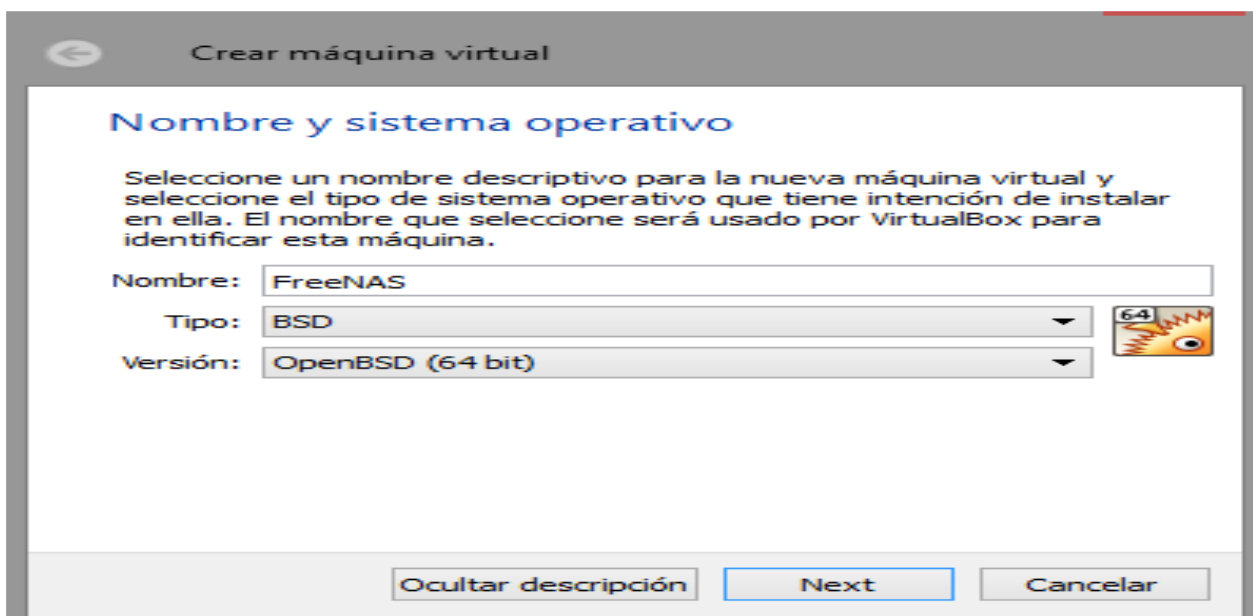 Crear máquina virtual
Nombre y sistema operativo
Seleccione un nombre descriptivo para la nueva máquina virtual y
seleccione el tipo de sistema operativo que tiene intención de instalar
en ella. El nombre que seleccione será usado por VirtualBox para
identificar esta máquina.
Nombre: FreeNAS
Tipo: BSD
64
Versión: OpenBSD (64 bit)
Ocultar descripción Next Cancelar